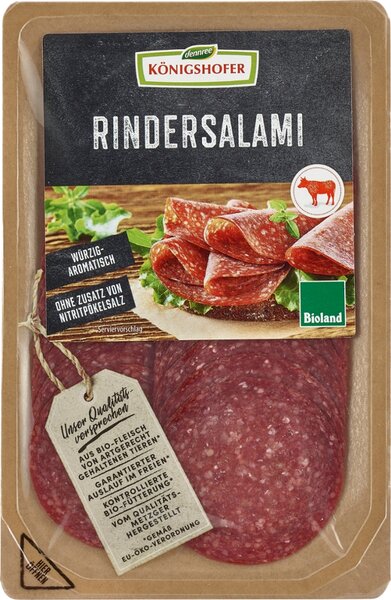 dennree
KÖNIGSHOFER
RINDERSALAMI
WÜRZIG-
AROMATISCH
OHNE ZUSATZ VON
NITRITPÖKELSALZ
Serviervorschlag
Bioland
Unser Qualitäts-
versprechen
AUS BIO-FLEISCH
VON ARTGERECHT
GEHALTENEN TIEREN*
GARANTIERTER
AUSLAUF IM FREIEN*
KONTROLLIERTE
BIO-FÜTTERUNG*
VOM QUALITÄTS-
METZGER
HERGESTELLT
*GEMÄß
EU-ÖKO-VERORDNUNG
HIER
ÖFFNEN